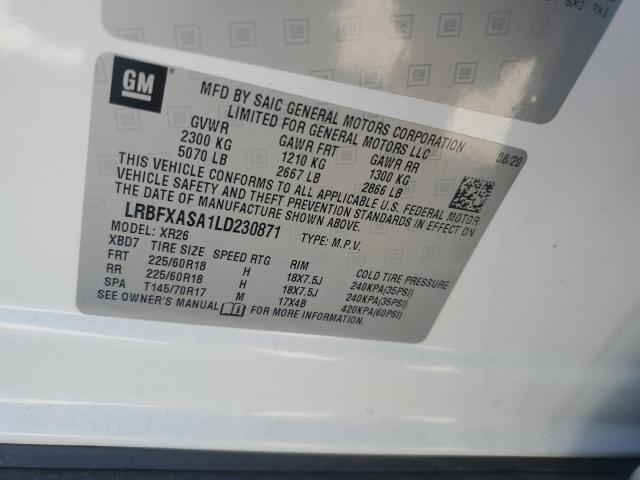 GM
MFD BY SAIC GENERAL MOTORS CORPORATION
LIMITED FOR GENERAL MOTORS LLC
08/20
GVWR GAWR FRT GAWR RR
2300 KG 1210 KG 1300 KG
5070 LB 2667 LB 2866 LB
THIS VEHICLE CONFORMS TO ALL APPLICABLE U.S. FEDERAL MOTOR
VEHICLE SAFETY AND THEFT PREVENTION STANDARDS IN EFFECT ON
THE DATE OF MANUFACTURE SHOWN ABOVE.
LRBFXASA1LD230871 TYPE: M.P.V.
XR26
XBD7 TIRE SIZE SPEED RTG RIM COLD TIRE PRESSURE
FRT 225/60R18 H 18X7.5J 240KPA(35PSI)
RR 225/60R18 H 18X7.5J 240KPA(35PSI)
SPA T145/70R17 M 17X4B 420KPA(60PSI)
SEE OWNER'S MANUAL FOR MORE INFORMATION